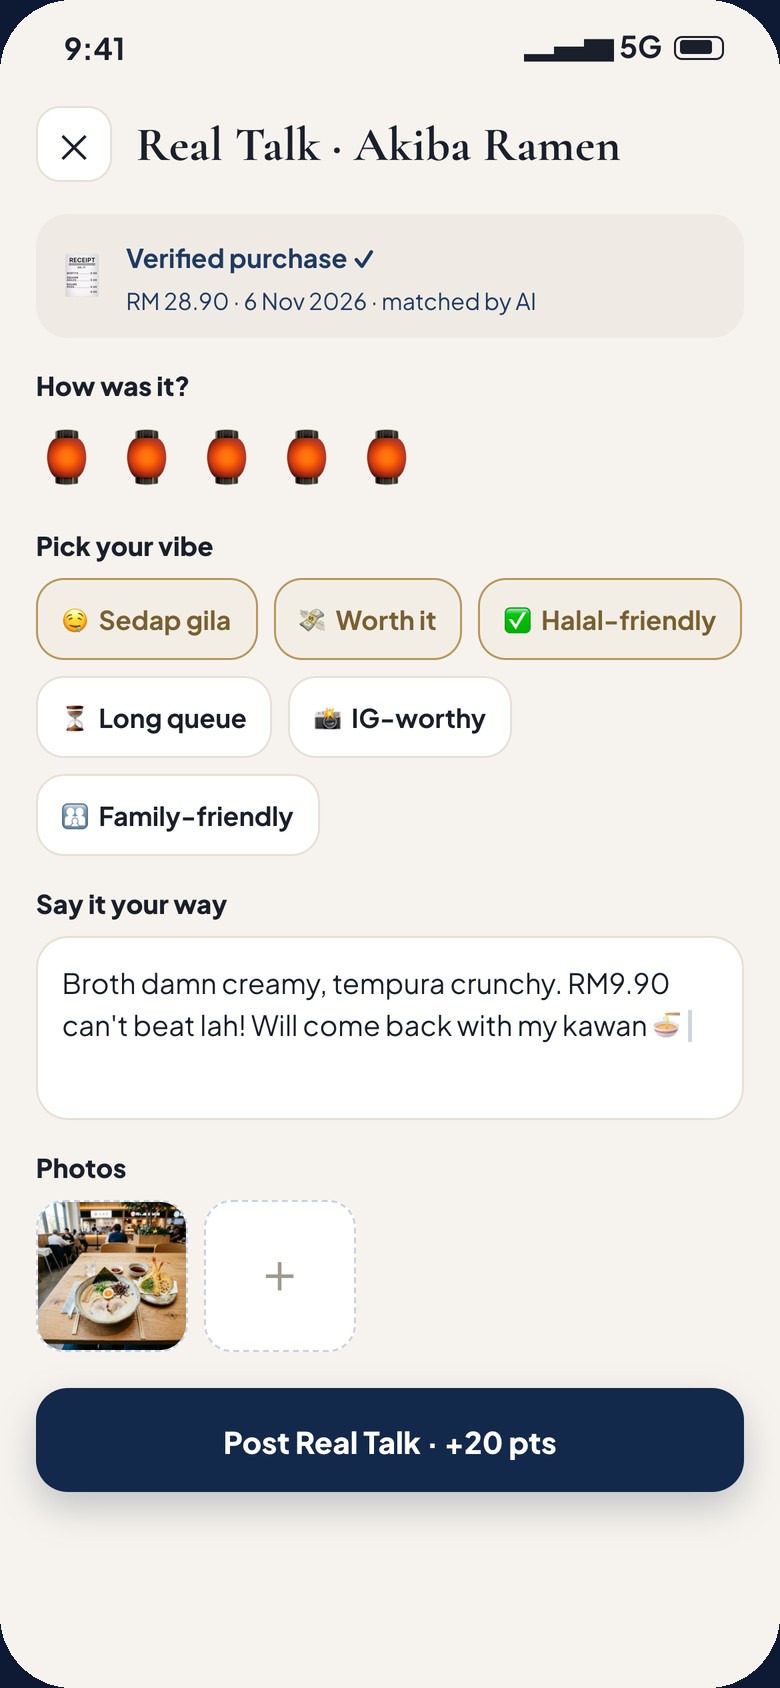 9:41 5G
Real Talk · Akiba Ramen
RECEIPT
Verified purchase ✓
RM 28.90 · 6 Nov 2026 · matched by AI
How was it?
Pick your vibe
🤤 Sedap gila 💸 Worth it ✅ Halal-friendly
⏳ Long queue 📸 IG-worthy
Family-friendly
Say it your way
Broth damn creamy, tempura crunchy. RM9.90
can't beat lah! Will come back with my kawan 🍜
Photos
+
Post Real Talk · +20 pts